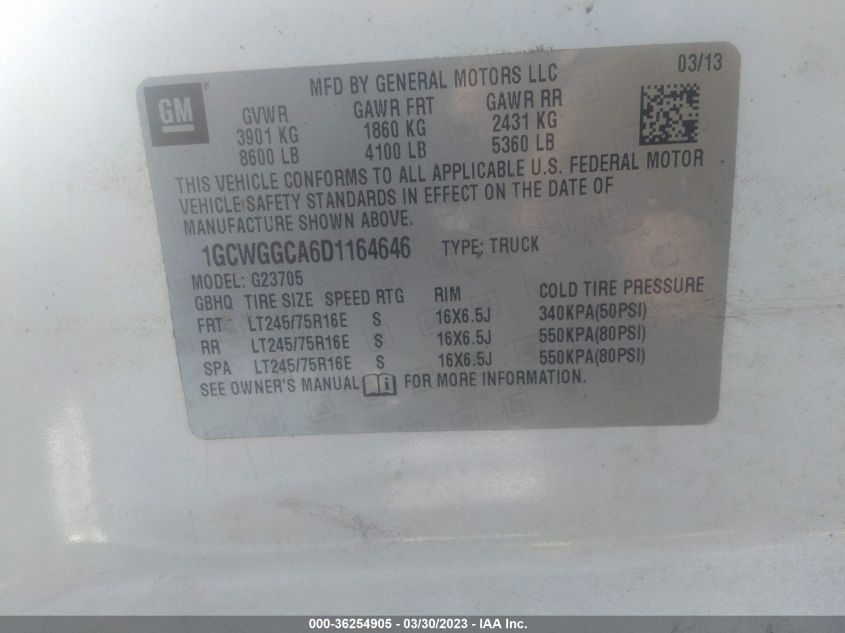 MFD BY GENERAL MOTORS LLC 03/13
GM
GVWR GAWR FRT GAWR RR
3901 KG 1860 KG 2431 KG
8600 LB 4100 LB 5360 LB
THIS VEHICLE CONFORMS TO ALL APPLICABLE U.S. FEDERAL MOTOR
VEHICLE SAFETY STANDARDS IN EFFECT ON THE DATE OF
MANUFACTURE SHOWN ABOVE.
1GCWGGCA6D1164646 TYPE: TRUCK
MODEL: G23705
GBHQ TIRE SIZE SPEED RTG RIM COLD TIRE PRESSURE
FRT LT245/75R16E S 16X6.5J 340KPA(50PSI)
RR LT245/75R16E S 16X6.5J 550KPA(80PSI)
SPA LT245/75R16E S 16X6.5J 550KPA(80PSI)
SEE OWNER'S MANUAL FOR MORE INFORMATION.
000-36254905 - 03/30/2023 - IAA Inc.